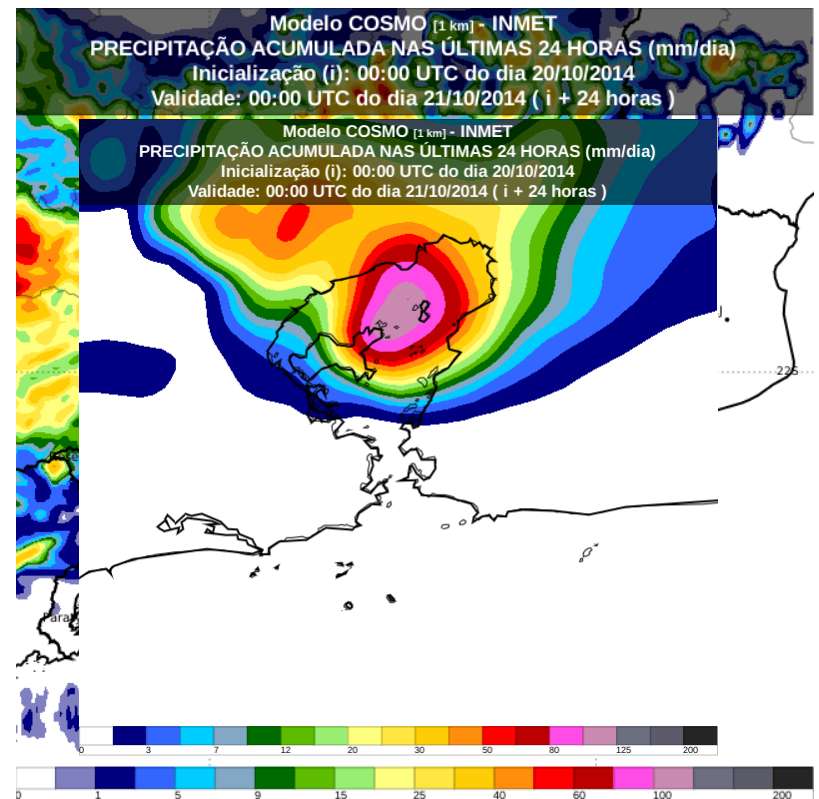 Modelo COSMO [1 km] - INMET
PRECIPITAÇÃO ACUMULADA NAS ÚLTIMAS 24 HORAS (mm/dia)
Inicialização (i): 00:00 UTC do dia 20/10/2014
Validade: 00:00 UTC do dia 21/10/2014 ( i + 24 horas )
Modelo COSMO [1 km] - INMET
PRECIPITAÇÃO ACUMULADA NAS ÚLTIMAS 24 HORAS (mm/dia)
Inicialização (i): 00:00 UTC do dia 20/10/2014
Validade: 00:00 UTC do dia 21/10/2014 ( i + 24 horas )
22S
0 3 7 12 20 30 50 80 125 200
0 1 5 9 15 25 40 60 100 200